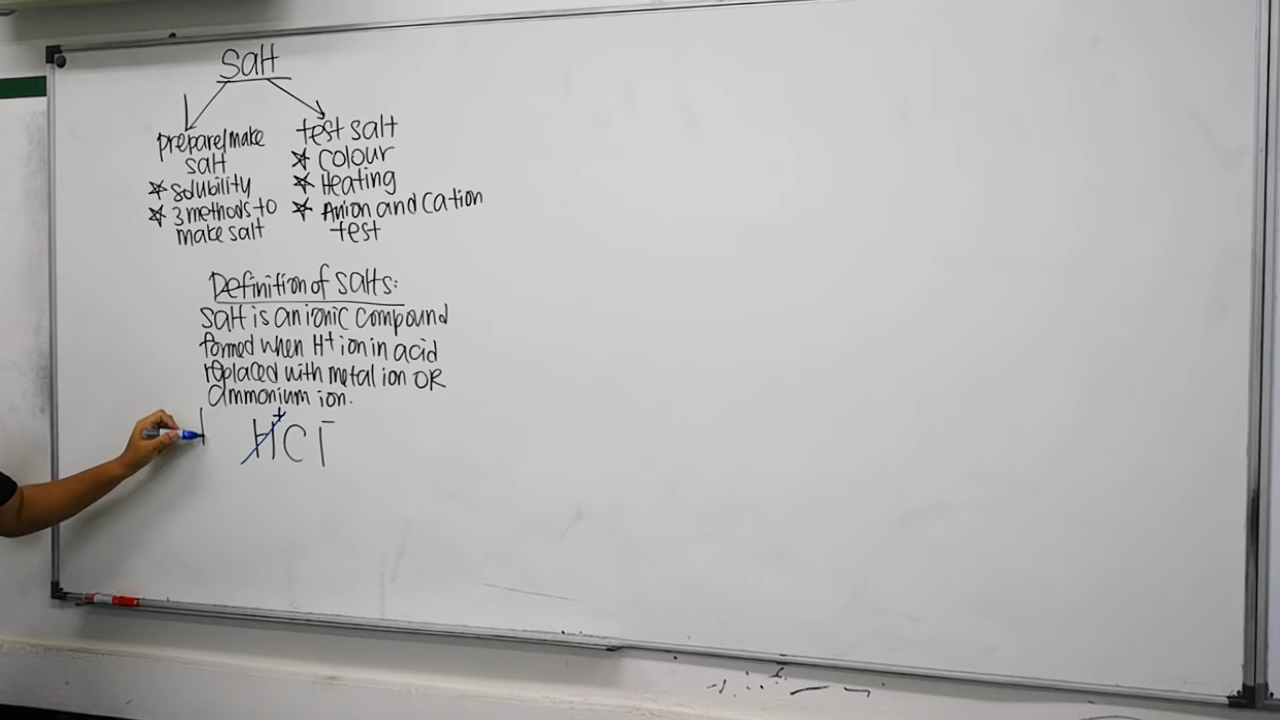 Salt
prepare/make
salt
* solubility
* 3 methods to
make salt
test salt
* Colour
* Heating
* Anion and Cation
test
Definition of salts:
Salt is an ionic compound
formed when H⁺ ion in acid
replaced with metal ion OR
ammonium ion.
H⁺Cl⁻